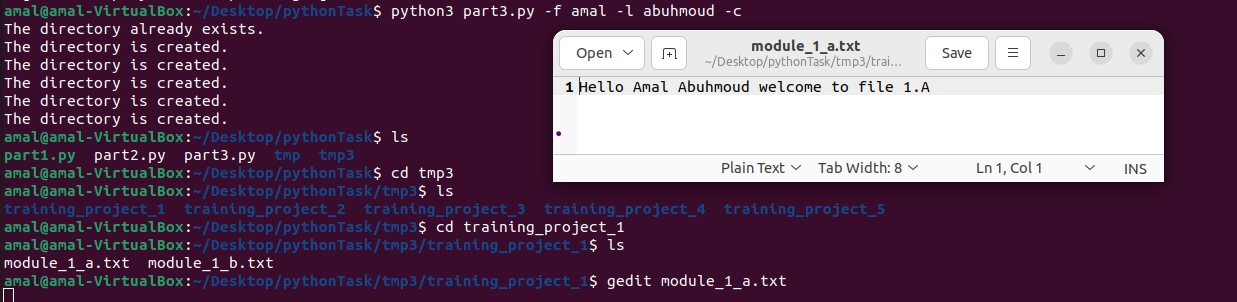 amal@amal-VirtualBox:~/Desktop/pythonTask$ python3 part3.py -f amal -l abuhmoud -c
The directory already exists.
The directory is created.
The directory is created.
The directory is created.
The directory is created.
The directory is created.
amal@amal-VirtualBox:~/Desktop/pythonTask$ ls
part1.py part2.py part3.py tmp tmp3
amal@amal-VirtualBox:~/Desktop/pythonTask$ cd tmp3
amal@amal-VirtualBox:~/Desktop/pythonTask/tmp3$ ls
training_project_1 training_project_2 training_project_3 training_project_4 training_project_5
amal@amal-VirtualBox:~/Desktop/pythonTask/tmp3$ cd training_project_1
amal@amal-VirtualBox:~/Desktop/pythonTask/tmp3/training_project_1$ ls
module_1_a.txt module_1_b.txt
amal@amal-VirtualBox:~/Desktop/pythonTask/tmp3/training_project_1$ gedit module_1_a.txt
Open module_1_a.txt Save
~/Desktop/pythonTask/tmp3/trai...
1 Hello Amal Abuhmoud welcome to file 1.A
Plain Text Tab Width: 8 Ln 1, Col 1 INS